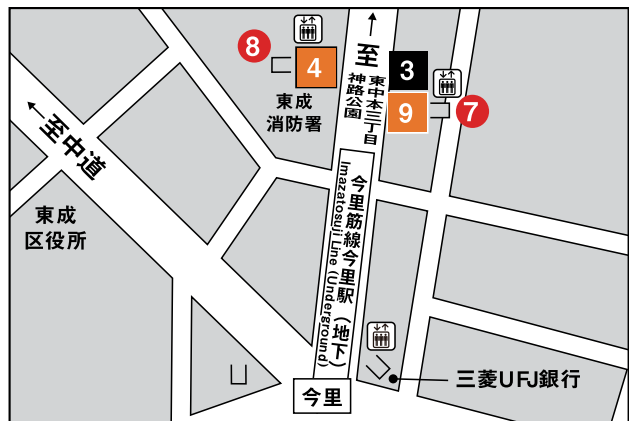 8
4
東成
消防署
至
東中本三丁目
神路公園
3
9
7
至中道
東成
区役所
今里筋線今里駅（地下）
Imazatosuji Line (Underground)
三菱UFJ銀行
今里